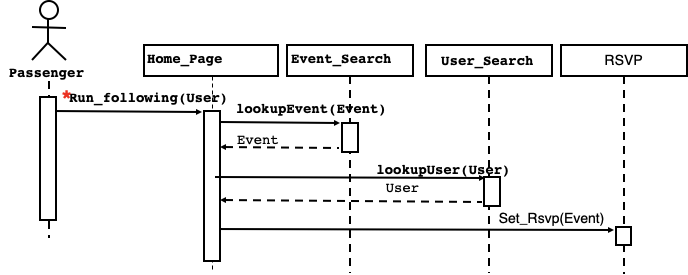 Home_Page
Event_Search
User_Search
RSVP
Passenger
*Run_following(User)
lookupEvent(Event)
Event
lookupUser(User)
User
Set_Rsvp(Event)